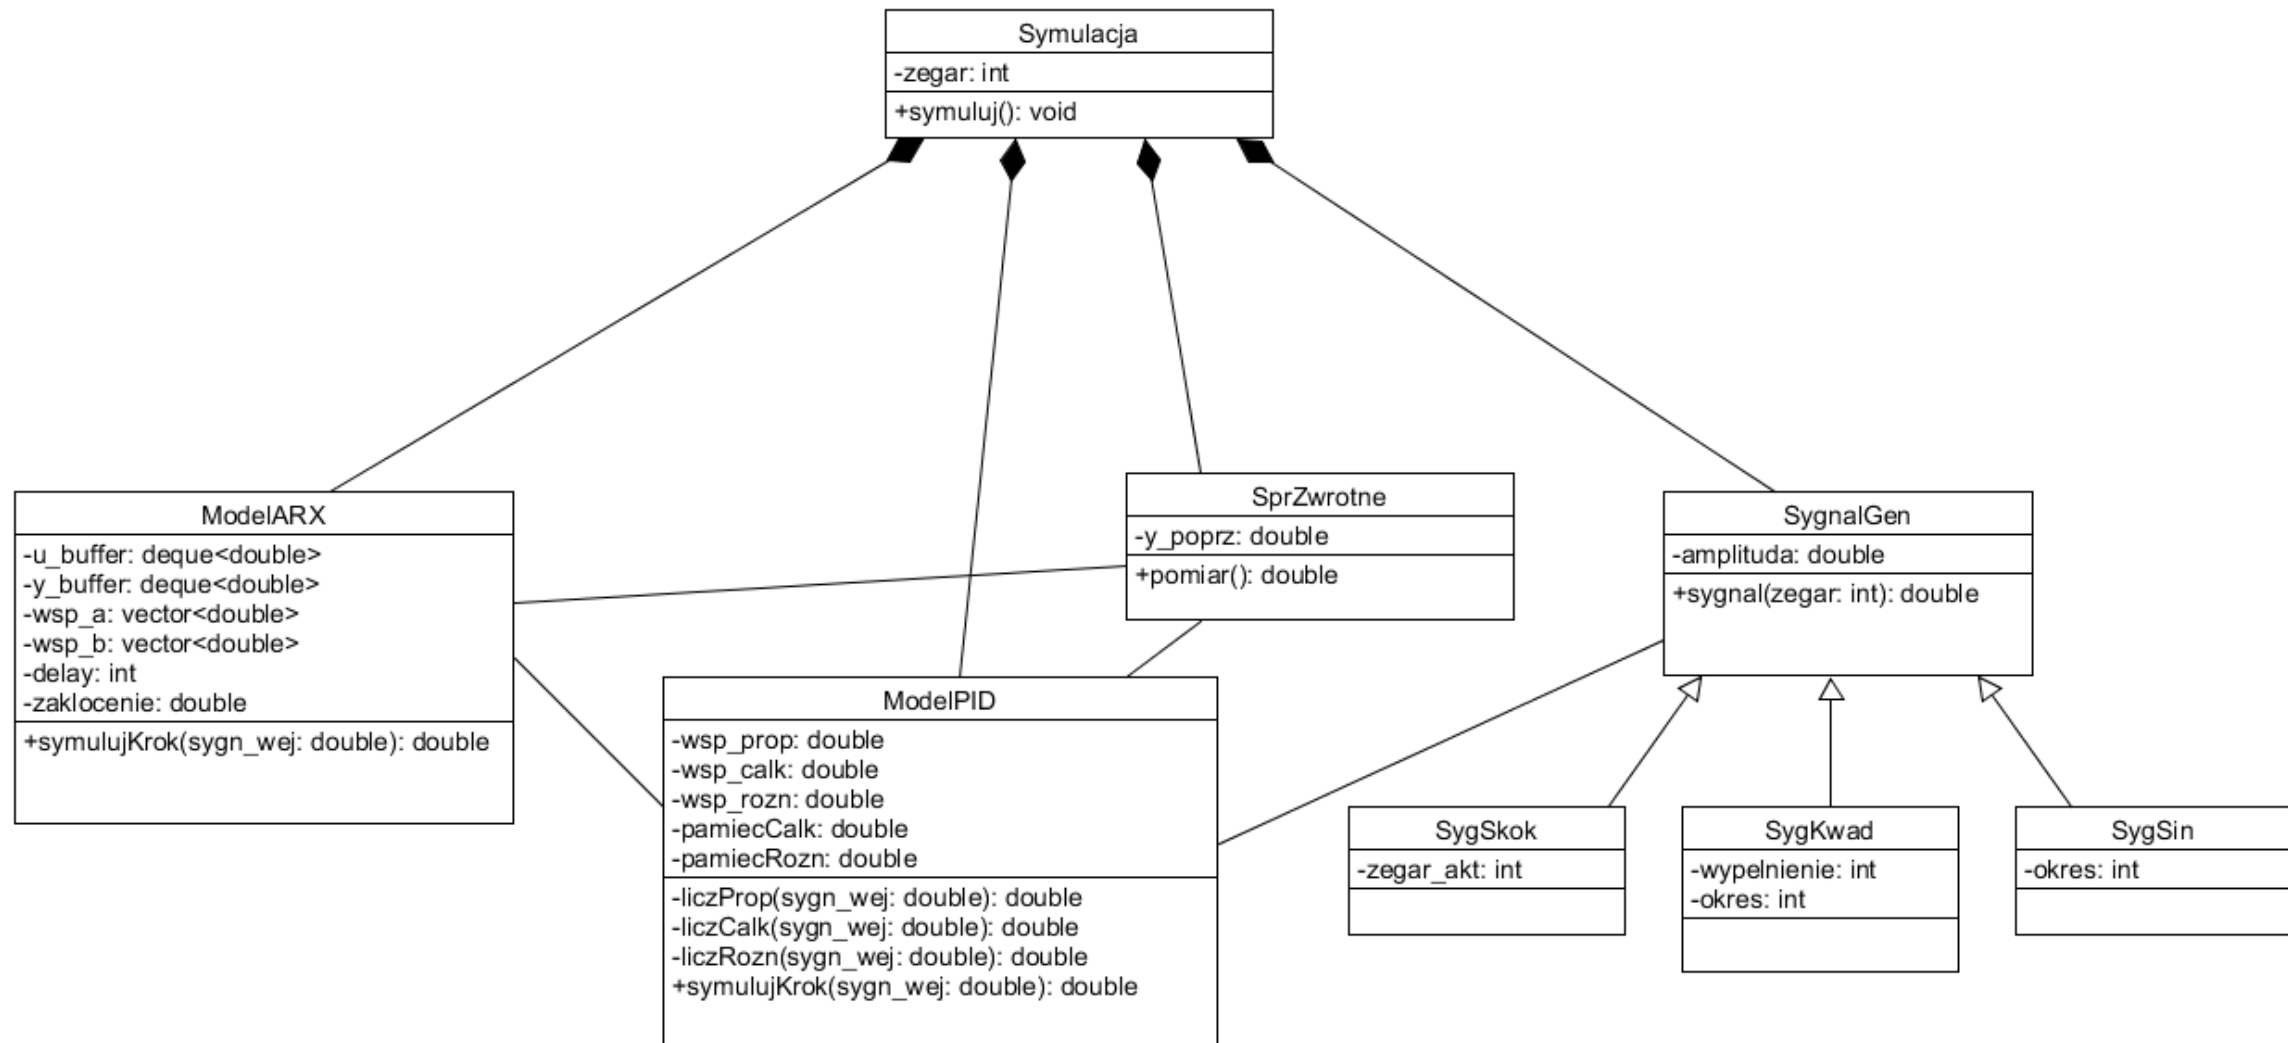 Symulacja
-zegar: int
+symuluj(): void
ModelARX
-u_buffer: deque<double>
-y_buffer: deque<double>
-wsp_a: vector<double>
-wsp_b: vector<double>
-delay: int
-zaklocenie: double
+symulujKrok(sygn_wej: double): double
SprZwrotne
-y_poprz: double
+pomiar(): double
SygnalGen
-amplituda: double
+sygnal(zegar: int): double
ModelPID
-wsp_prop: double
-wsp_calk: double
-wsp_rozn: double
-pamiecCalk: double
-pamiecRozn: double
-liczProp(sygn_wej: double): double
-liczCalk(sygn_wej: double): double
-liczRozn(sygn_wej: double): double
+symulujKrok(sygn_wej: double): double
SygSkok
-zegar_akt: int
SygKwad
-wypelnienie: int
-okres: int
SygSin
-okres: int